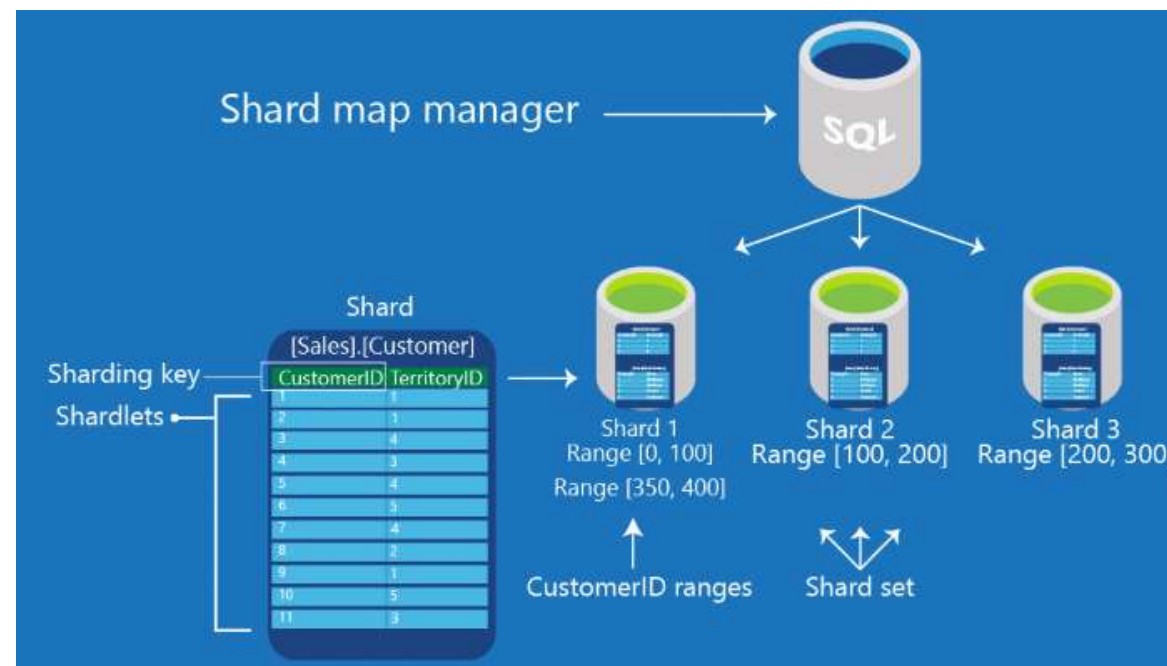 Shard map manager
SQL
Shard
[Sales].[Customer]
Sharding key
CustomerID TerritoryID
Shardlets
1 1
2 1
3 4
4 3
5 4
6 5
7 4
8 2
9 1
10 5
11 3
Shard 1
Range [0, 100]
Range [350, 400]
Shard 2
Range [100, 200]
Shard 3
Range [200, 300
CustomerID ranges
Shard set